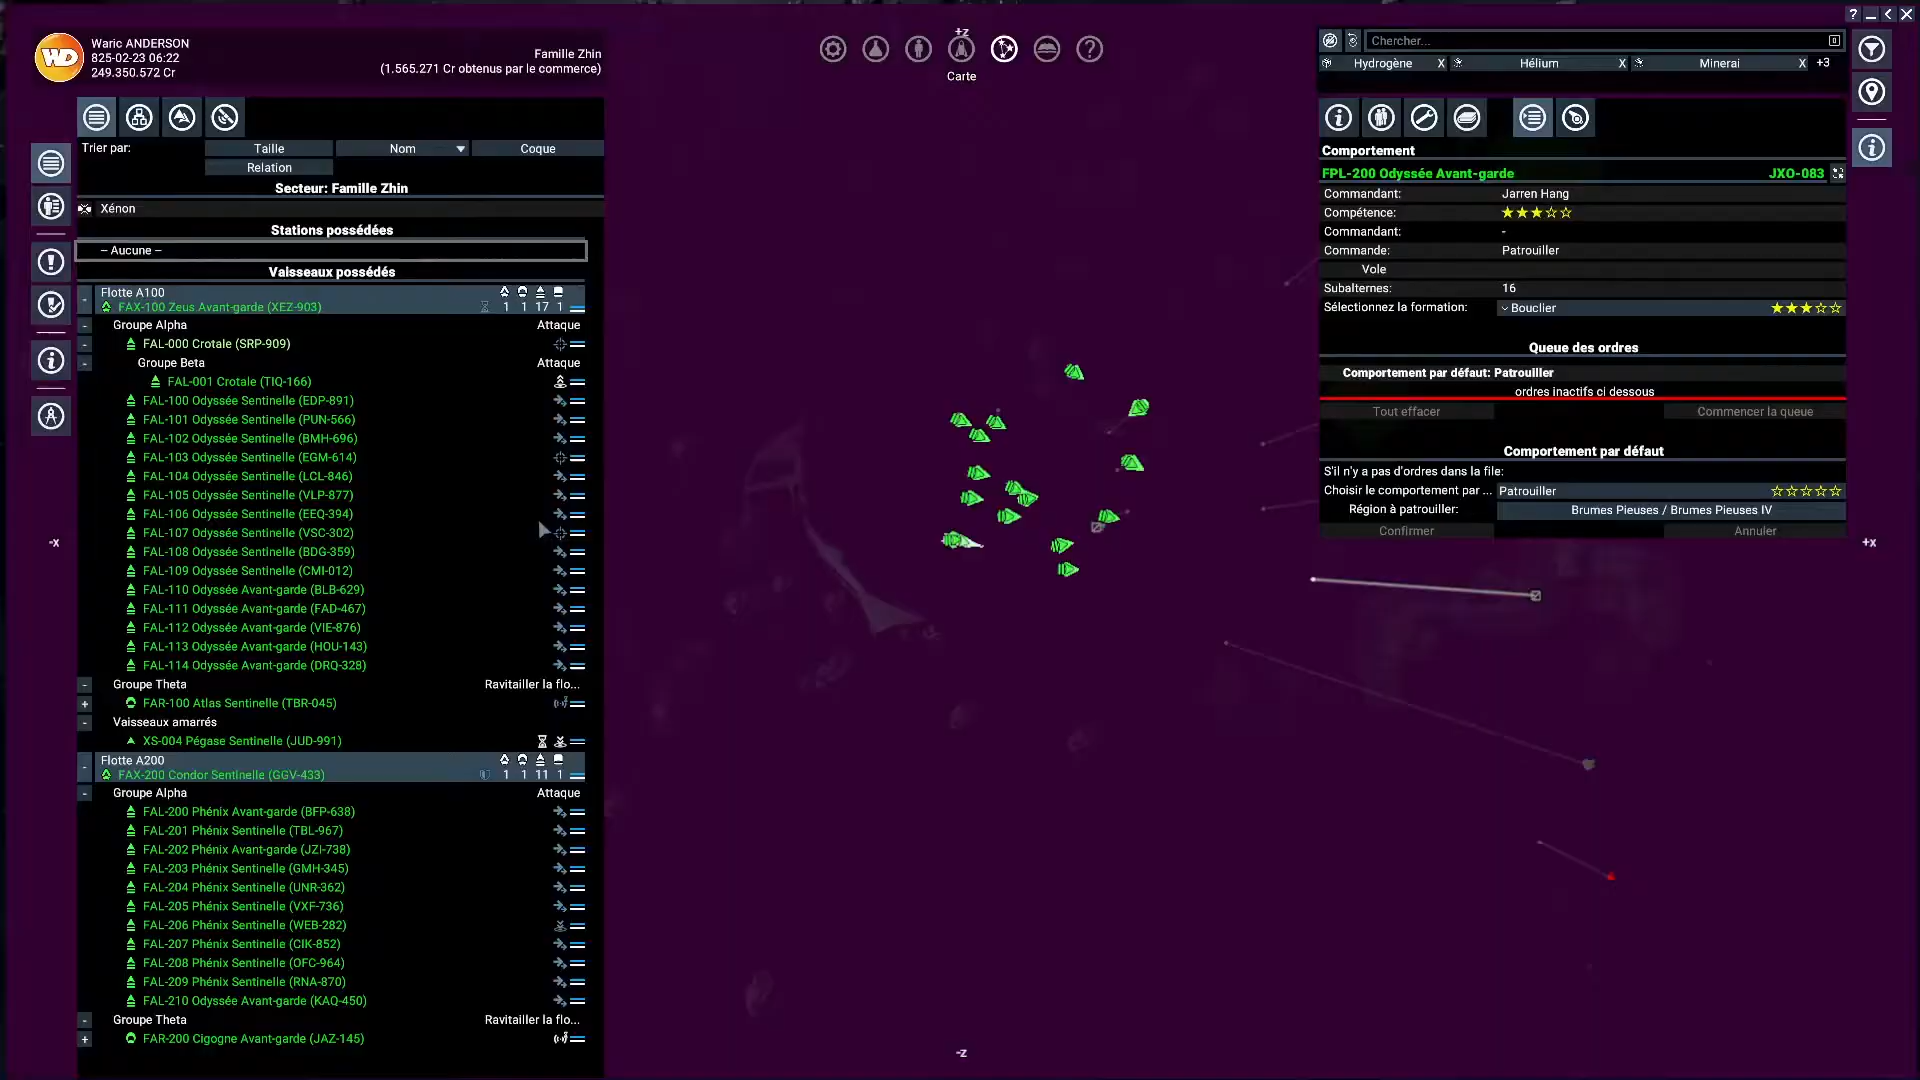 WD
Waric ANDERSON
825-02-23 06:22
249.350.572 Cr
Famille Zhin
(1.565.271 Cr obtenus par le commerce)
Trier par:
Taille
Nom
Coque
Relation
Secteur: Famille Zhin
Xénon
Stations possédées
-- Aucune --
Vaisseaux possédés
Flotte A100
FAX-100 Zeus Avant-garde (XEZ-903)
1 1 17 1
Groupe Alpha
Attaque
FAL-000 Crotale (SRP-909)
Groupe Beta
Attaque
FAL-001 Crotale (TIQ-166)
FAL-100 Odyssée Sentinelle (EDP-891)
FAL-101 Odyssée Sentinelle (PUN-566)
FAL-102 Odyssée Sentinelle (BMH-696)
FAL-103 Odyssée Sentinelle (EGM-614)
FAL-104 Odyssée Sentinelle (LCL-846)
FAL-105 Odyssée Sentinelle (VLP-877)
FAL-106 Odyssée Sentinelle (EEQ-394)
FAL-107 Odyssée Sentinelle (VSC-302)
FAL-108 Odyssée Sentinelle (BDG-359)
FAL-109 Odyssée Sentinelle (CMI-012)
FAL-110 Odyssée Avant-garde (BLB-629)
FAL-111 Odyssée Avant-garde (FAD-467)
FAL-112 Odyssée Avant-garde (VIE-876)
FAL-113 Odyssée Avant-garde (HOU-143)
FAL-114 Odyssée Avant-garde (DRQ-328)
Groupe Theta
Ravitailler la flo...
FAR-100 Atlas Sentinelle (TBR-045)
Vaisseaux amarrés
XS-004 Pégase Sentinelle (JUD-991)
Flotte A200
FAX-200 Condor Sentinelle (GGV-433)
1 1 11 1
Groupe Alpha
Attaque
FAL-200 Phénix Avant-garde (BFP-638)
FAL-201 Phénix Sentinelle (TBL-967)
FAL-202 Phénix Avant-garde (JZI-738)
FAL-203 Phénix Sentinelle (GMH-345)
FAL-204 Phénix Sentinelle (UNR-362)
FAL-205 Phénix Sentinelle (VXF-736)
FAL-206 Phénix Sentinelle (WEB-282)
FAL-207 Phénix Sentinelle (CIK-852)
FAL-208 Phénix Sentinelle (OFC-964)
FAL-209 Phénix Sentinelle (RNA-870)
FAL-210 Odyssée Avant-garde (KAQ-450)
Groupe Theta
Ravitailler la flo...
FAR-200 Cigogne Avant-garde (JAZ-145)
+z
Carte
-x
+x
-z
Chercher...
Hydrogène X
Hélium X
Minerai X
+3
Comportement
FPL-200 Odyssée Avant-garde
JXO-083
Commandant:
Jarren Hang
Compétence:
★★★☆☆
Commandant:
-
Commande:
Patrouiller
Vole
Subalternes:
16
Sélectionnez la formation:
Bouclier
★★★☆☆
Queue des ordres
Comportement par défaut: Patrouiller
ordres inactifs ci dessous
Tout effacer
Commencer la queue
Comportement par défaut
S'il n'y a pas d'ordres dans la file:
Choisir le comportement par ...
Patrouiller
☆☆☆☆☆
Région à patrouiller:
Brumes Pieuses / Brumes Pieuses IV
Confirmer
Annuler